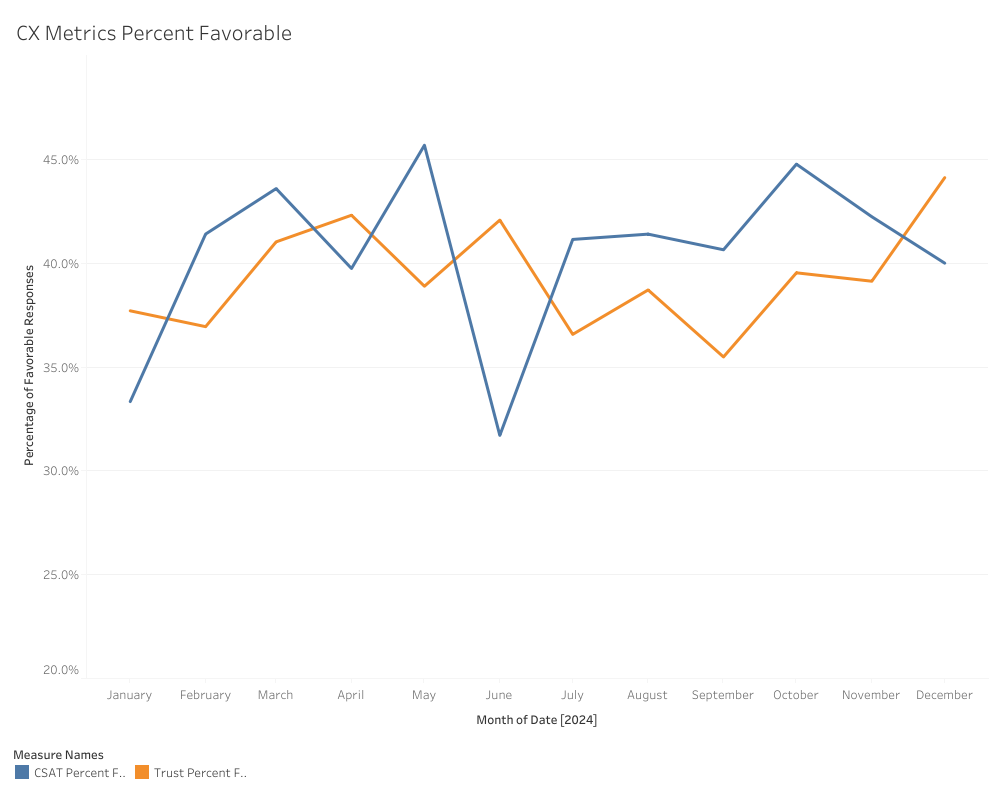 CX Metrics Percent Favorable
45.0%
40.0%
35.0%
30.0%
25.0%
20.0%
Percentage of Favorable Responses
January February March April May June July August September October November December
Month of Date [2024]
Measure Names
CSAT Percent F.. Trust Percent F..